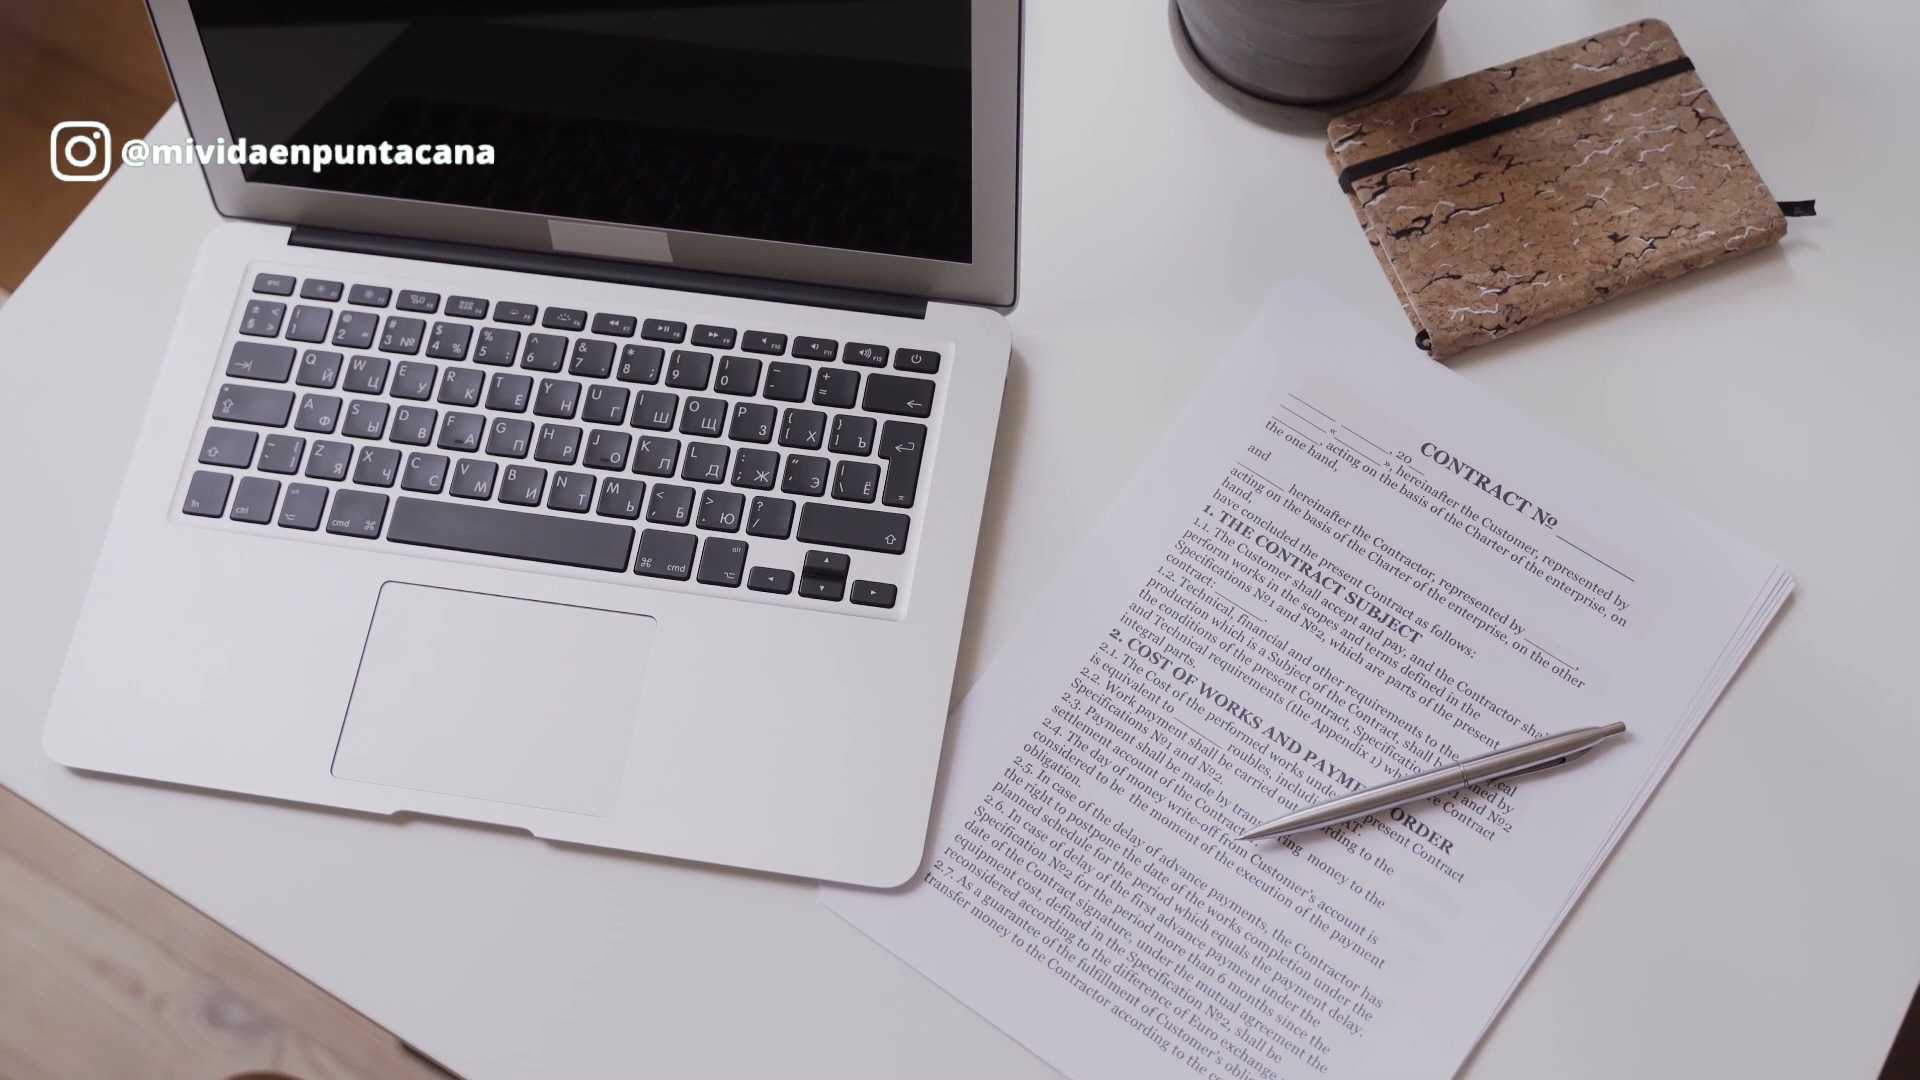 @mividaenpuntacana
CONTRACT №
« , 20
», hereinafter the Customer, represented by
, acting on the basis of the Charter of the enterprise, on
the one hand,
and
hereinafter the Contractor, represented by
acting on the basis of the Charter of the enterprise, on the other
hand,
have concluded the present Contract as follows:
1. THE CONTRACT SUBJECT
1.1. The Customer shall accept and pay, and the Contractor
perform works in the scopes and terms defined in the
Specifications №1 and №2, which are parts of the present
contract:
1.2. Technical, financial and other requirements to the
production which is a Subject of the Contract, shall
the conditions of the present Contract,
and Technical requirements (the Appendix 1)
integral parts.
2. COST OF WORKS AND ORDER
2.1. The Cost of the performed works present Contract
is equivalent to roubles,
2.2. Work payment shall be carried out to the
Specifications №1 and №2.
2.3. Payment shall be made by money to the
settlement account of the
2.4. The day of money write-off from Customer's account is
considered to be the moment of the execution of the payment
obligation.
2.5. In case of the delay of advance payments, the Contractor has
the right to postpone the date of the works completion under the
planned schedule for the period which equals the payment delay.
2.6. In case of delay of the first advance payment under the
Specification №2 for the period more than 6 months since the
date of the Contract signature, under the mutual agreement the
equipment cost, defined in the Specification №2, shall be
reconsidered according to the difference of Euro exchange
2.7. As a guarantee of the fulfillment of Customer's
transfer money to the Contractor according to the